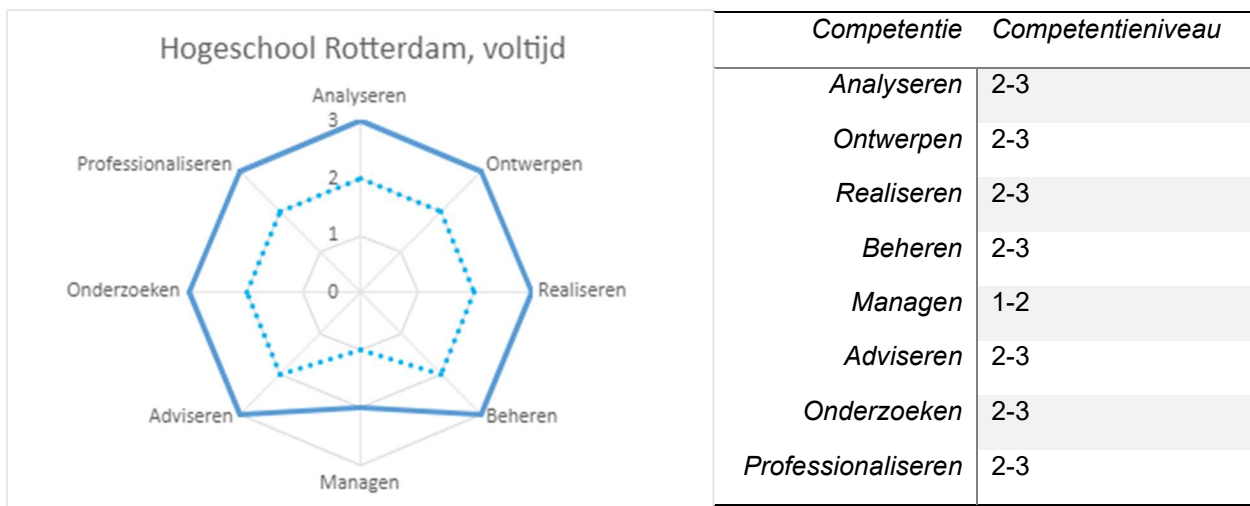 Hogeschool Rotterdam, voltijd
Analyseren
3
Professionaliseren
Ontwerpen
2
1
Onderzoeken
0
Realiseren
Adviseren
Beheren
Managen
Competentie Competentieniveau
Analyseren 2-3
Ontwerpen 2-3
Realiseren 2-3
Beheren 2-3
Managen 1-2
Adviseren 2-3
Onderzoeken 2-3
Professionaliseren 2-3